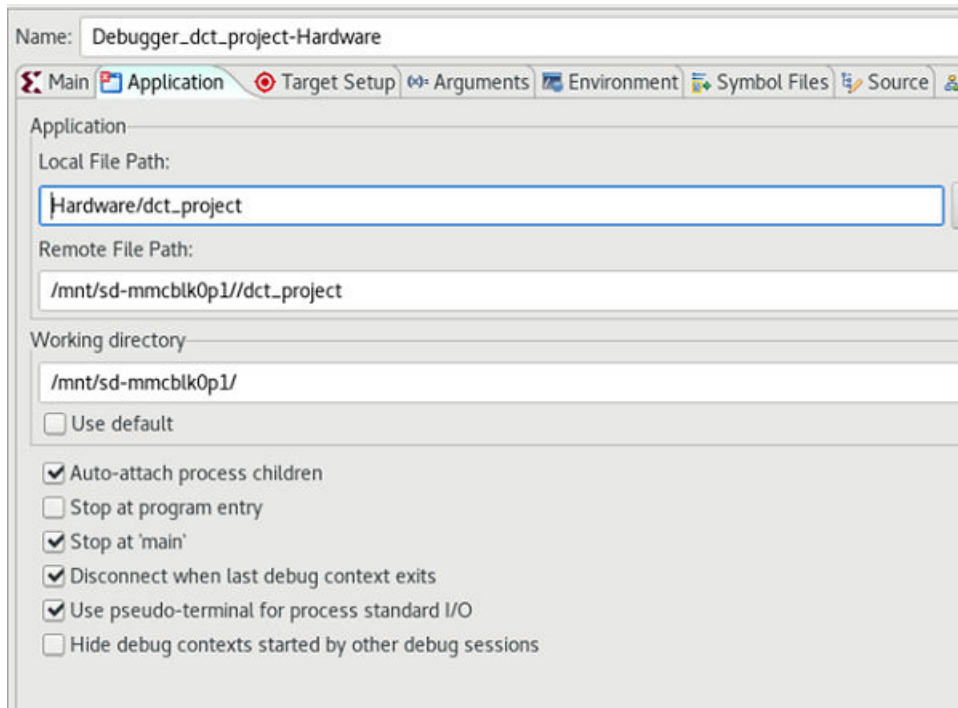 Name: Debugger_dct_project-Hardware
Main Application Target Setup (x)= Arguments Environment Symbol Files Source
Application
Local File Path:
Hardware/dct_project
Remote File Path:
/mnt/sd-mmcblk0p1//dct_project
Working directory
/mnt/sd-mmcblk0p1/
Use default
Auto-attach process children
Stop at program entry
Stop at 'main'
Disconnect when last debug context exits
Use pseudo-terminal for process standard I/O
Hide debug contexts started by other debug sessions